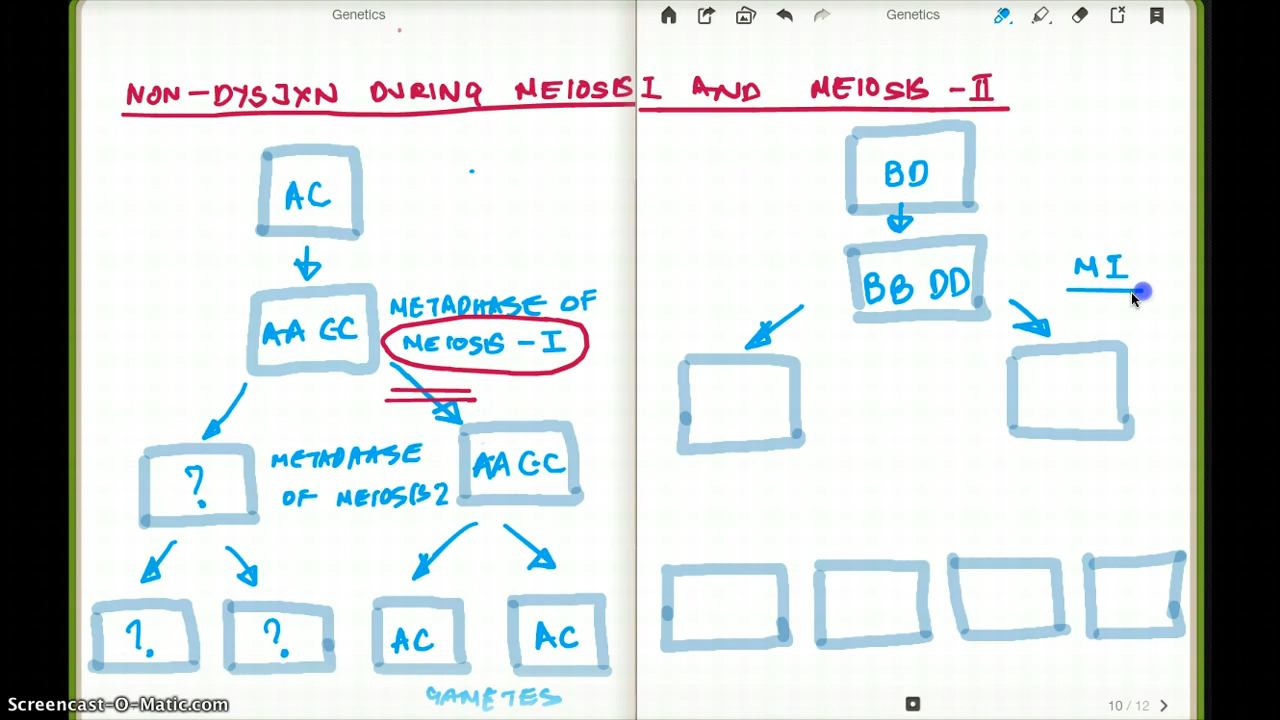 Genetics
Genetics
NON-DYSJXN DURING MEIOSIS I AND MEIOSIS -II
AC
AA CC
METAPHASE OF
MEIOSIS - I
?
METAPHASE
OF MEIOSIS 2
AA CC
?
?
AC
AC
GAMETES
BD
BB DD
M I
10 / 12
Screencast-O-Matic.com